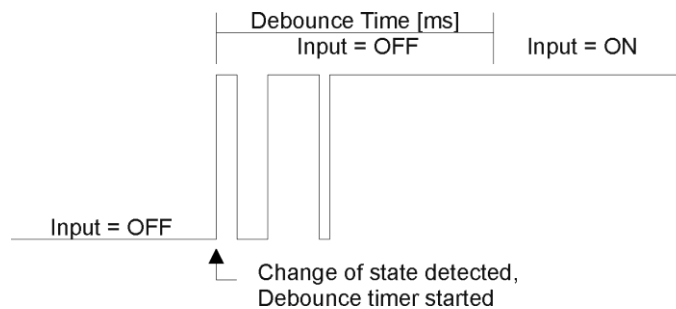 Debounce Time [ms]
Input = OFF
Input = ON
Input = OFF
Change of state detected,
Debounce timer started